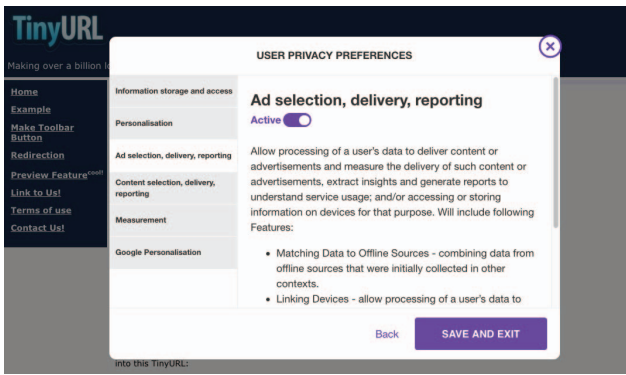 TinyURL
Making over a billion
Home
Example
Make Toolbar
Button
Redirection
Preview Feature cool!
Link to Us!
Terms of use
Contact Us!
USER PRIVACY PREFERENCES
Information storage and access
Personalisation
Ad selection, delivery, reporting
Content selection, delivery,
reporting
Measurement
Google Personalisation
Ad selection, delivery, reporting
Active
Allow processing of a user's data to deliver content or
advertisements and measure the delivery of such content or
advertisements, extract insights and generate reports to
understand service usage; and/or accessing or storing
information on devices for that purpose. Will include following
Features:
• Matching Data to Offline Sources - combining data from
offline sources that were initially collected in other
contexts.
• Linking Devices - allow processing of a user's data to
Back
SAVE AND EXIT
into this TinyURL: